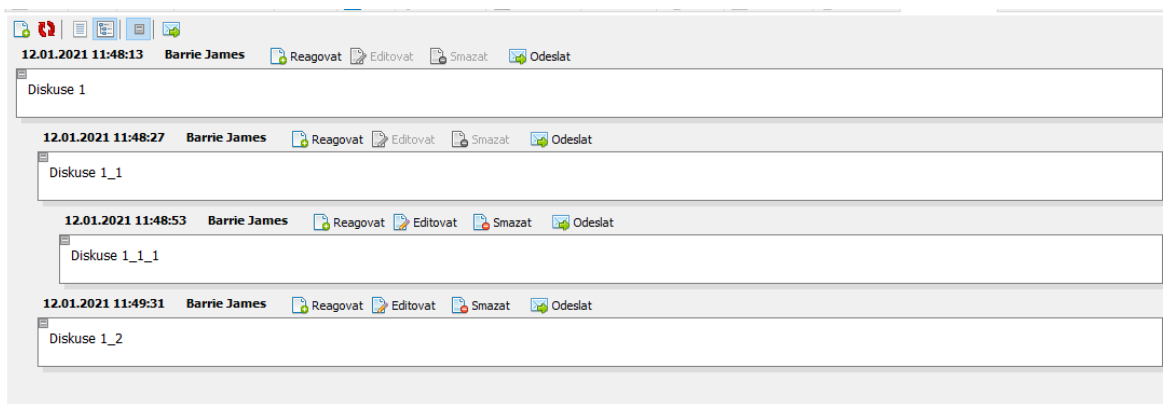 12.01.2021 11:48:13 Barrie James Reagovat Editovat Smazat Odeslat
Diskuse 1
12.01.2021 11:48:27 Barrie James Reagovat Editovat Smazat Odeslat
Diskuse 1_1
12.01.2021 11:48:53 Barrie James Reagovat Editovat Smazat Odeslat
Diskuse 1_1_1
12.01.2021 11:49:31 Barrie James Reagovat Editovat Smazat Odeslat
Diskuse 1_2